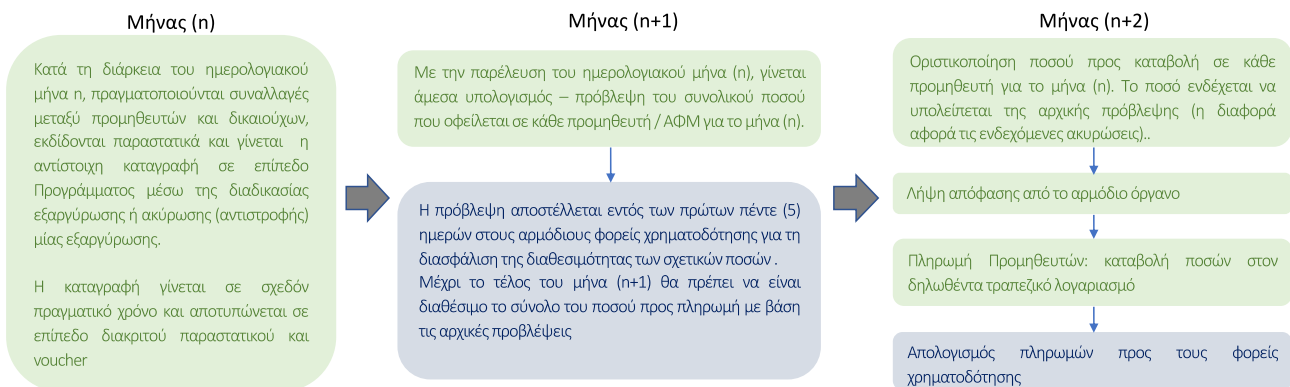 Μήνας (n)
Κατά τη διάρκεια του ημερολογιακού
μήνα n, πραγματοποιούνται συναλλαγές
μεταξύ προμηθευτών και δικαιούχων,
εκδίδονται παραστατικά και γίνεται η
αντίστοιχη καταγραφή σε επίπεδο
Προγράμματος μέσω της διαδικασίας
εξαργύρωσης ή ακύρωσης (αντιστροφής)
μίας εξαργύρωσης.
Η καταγραφή γίνεται σε σχεδόν
πραγματικό χρόνο και αποτυπώνεται σε
επίπεδο διακριτού παραστατικού και
voucher
Μήνας (n+1)
Με την παρέλευση του ημερολογιακού μήνα (n), γίνεται
άμεσα υπολογισμός – πρόβλεψη του συνολικού ποσού
που οφείλεται σε κάθε προμηθευτή / ΑΦΜ για το μήνα (n).
Η πρόβλεψη αποστέλλεται εντός των πρώτων πέντε (5)
ημερών στους αρμόδιους φορείς χρηματοδότησης για τη
διασφάλιση της διαθεσιμότητας των σχετικών ποσών .
Μέχρι το τέλος του μήνα (n+1) θα πρέπει να είναι
διαθέσιμο το σύνολο του ποσού προς πληρωμή με βάση
τις αρχικές προβλέψεις
Μήνας (n+2)
Οριστικοποίηση ποσού προς καταβολή σε κάθε
προμηθευτή για το μήνα (n). Το ποσό ενδέχεται να
υπολείπεται της αρχικής πρόβλεψης (η διαφορά
αφορά τις ενδεχόμενες ακυρώσεις)..
Λήψη απόφασης από το αρμόδιο όργανο
Πληρωμή Προμηθευτών: καταβολή ποσών στον
δηλωθέντα τραπεζικό λογαριασμό
Απολογισμός πληρωμών προς τους φορείς
χρηματοδότησης